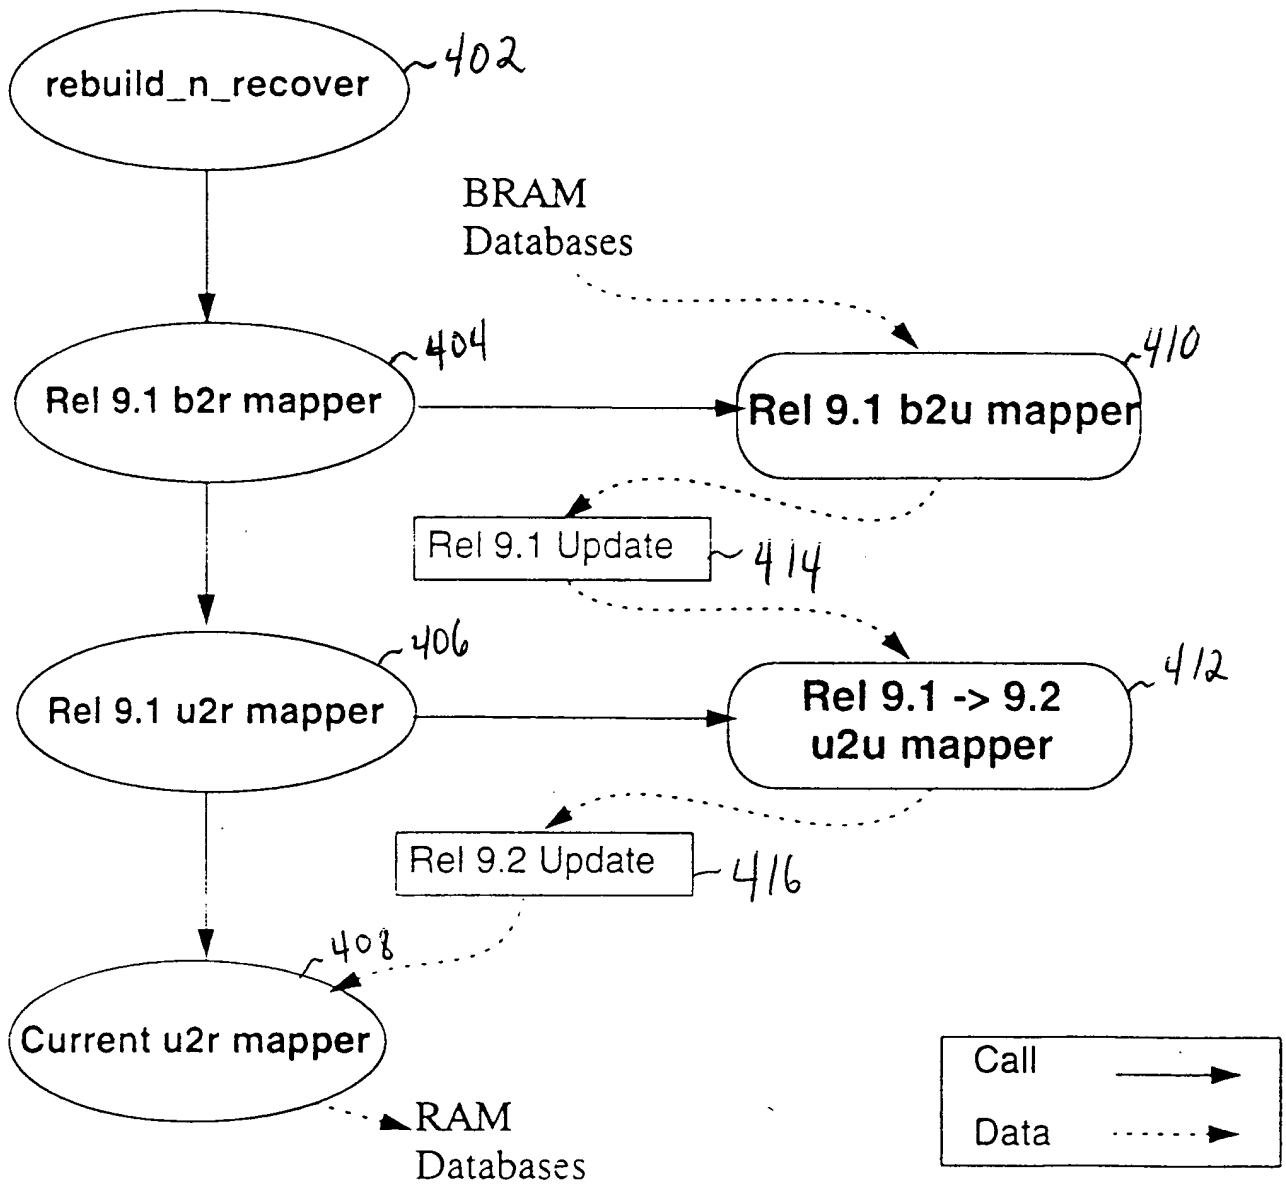 rebuild_n_recover
402
BRAM
Databases
404
410
Rel 9.1 b2r mapper
Rel 9.1 b2u mapper
Rel 9.1 Update
414
406
412
Rel 9.1 u2r mapper
Rel 9.1 -> 9.2
u2u mapper
Rel 9.2 Update
416
408
Current u2r mapper
Call
RAM
Databases
Data